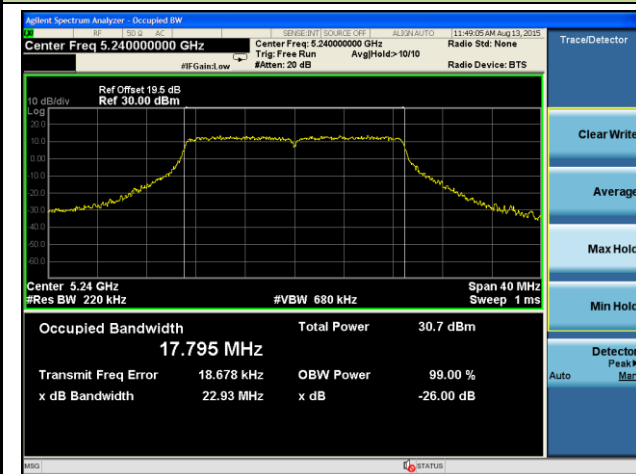 Agilent Spectrum Analyzer - Occupied BW
RF 50 Ω AC SENSE:INT SOURCE OFF ALIGN AUTO 11:49:05 AM Aug 13, 2015
Center Freq 5.240000000 GHz Center Freq: 5.240000000 GHz Radio Std: None
Trig: Free Run Avg|Hold:>10/10
#IFGain:Low #Atten: 20 dB Radio Device: BTS
Trace/Detector
Ref Offset 19.5 dB
10 dB/div Ref 30.00 dBm
Log
20.0
10.0
0.00
-10.0
-20.0
-30.0
-40.0
-50.0
-60.0
Center 5.24 GHz Span 40 MHz
#Res BW 220 kHz #VBW 680 kHz Sweep 1 ms
Occupied Bandwidth Total Power 30.7 dBm
17.795 MHz
Transmit Freq Error 18.678 kHz OBW Power 99.00 %
x dB Bandwidth 22.93 MHz x dB -26.00 dB
Clear Write
Average
Max Hold
Min Hold
Detector
Peak
Auto Man
MSG STATUS